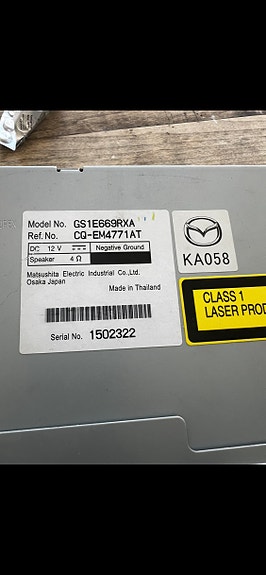 Model No. GS1E669RXA
Ref.No. CQ-EM4771AT
DC 12 V Negative Ground
Speaker 4 Ω
Matsushita Electric Industrial Co.,Ltd.
Osaka Japan
Made in Thailand
Serial No. 1502322
KA058
CLASS 1
LASER PROD